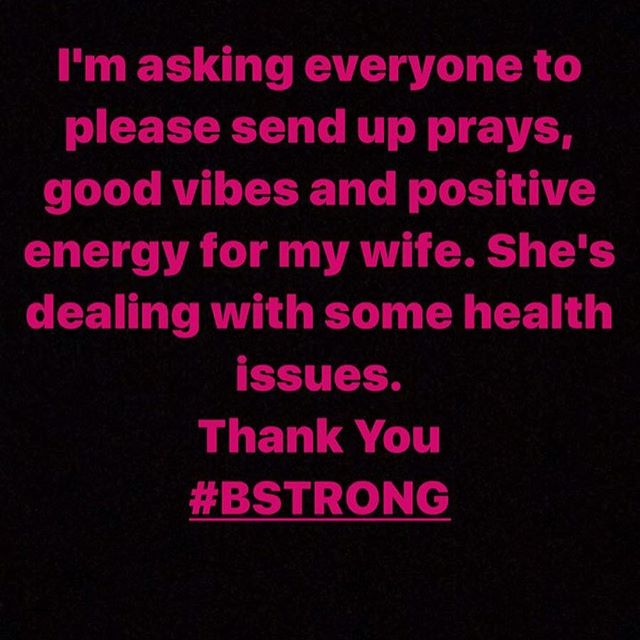 I'm asking everyone to
please send up prays,
good vibes and positive
energy for my wife. She's
dealing with some health
issues.
Thank You
#BSTRONG